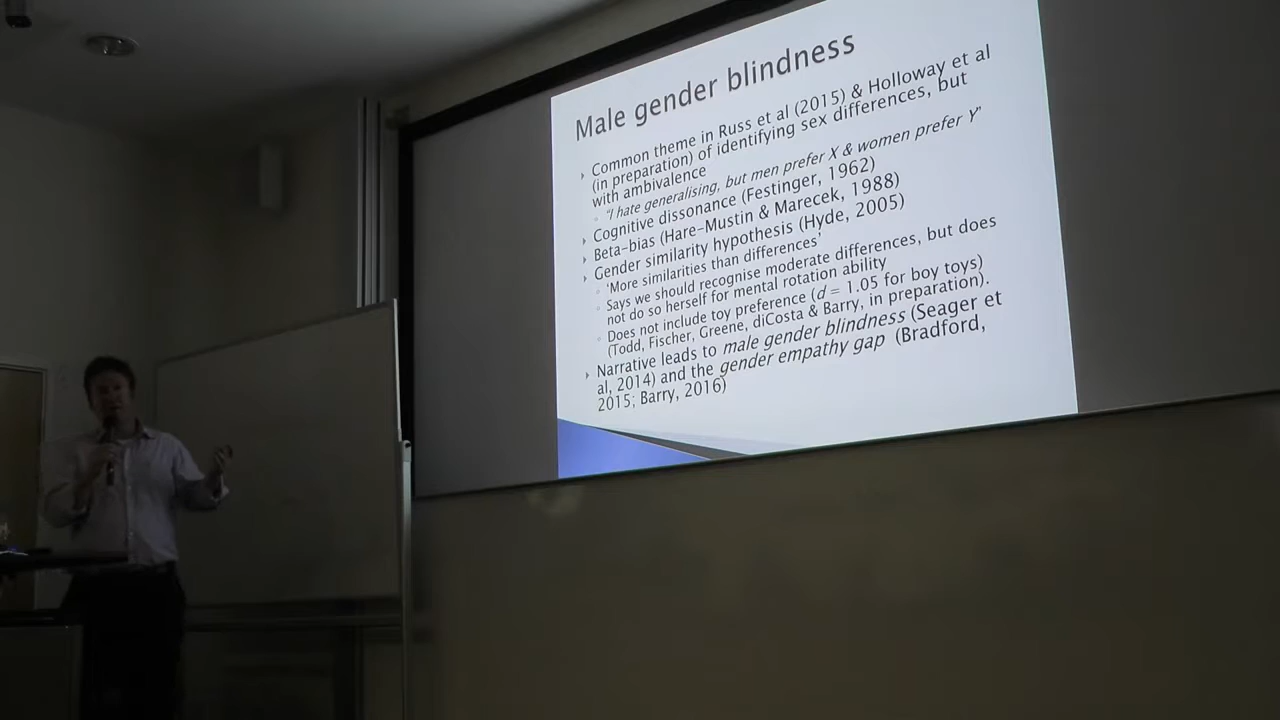 Male gender blindness
Common theme in Russ et al (2015) & Holloway et al
(in preparation) of identifying sex differences, but
with ambivalence
"I hate generalising, but men prefer X & women prefer Y"
Cognitive dissonance (Festinger, 1962)
Beta-bias (Hare-Mustin & Marecek, 1988)
Gender similarity hypothesis (Hyde, 2005)
'More similarities than differences'
Says we should recognise moderate differences, but does
not do so herself for mental rotation ability
Does not include toy preference (d = 1.05 for boy toys)
(Todd, Fischer, Greene, diCosta & Barry, in preparation).
Narrative leads to male gender blindness (Seager et
al, 2014) and the gender empathy gap (Bradford,
2015; Barry, 2016)